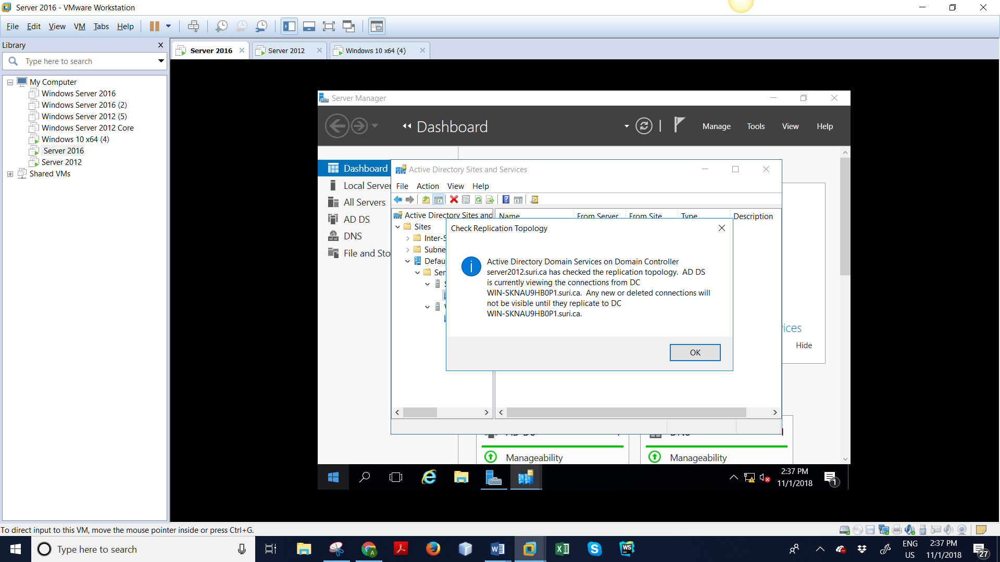 Server 2016 - VMware Workstation
File Edit View VM Tabs Help
Library
Type here to search
My Computer
Windows Server 2016
Windows Server 2016 (2)
Windows Server 2012 (5)
Windows Server 2012 Core
Windows 10 x64 (4)
Server 2016
Server 2012
Shared VMs
Server 2016 Server 2012 Windows 10 x64 (4)
Server Manager
Dashboard
Manage Tools View Help
Dashboard
Local Server
All Servers
AD DS
DNS
File and Sto
Active Directory Sites and Services
File Action View Help
Active Directory Sites and
Sites
Inter-S
Subne
Defau
Ser
Name From Server From Site Type Description
Check Replication Topology
Active Directory Domain Services on Domain Controller
server2012.suri.ca has checked the replication topology. AD DS
is currently viewing the connections from DC
WIN-SKNAU9HB0P1.suri.ca. Any new or deleted connections will
not be visible until they replicate to DC
WIN-SKNAU9HB0P1.suri.ca.
OK
ices
Hide
AD DS 1
DNS 1
Manageability
Manageability
2:37 PM
11/1/2018
1
To direct input to this VM, move the mouse pointer inside or press Ctrl+G.
Type here to search
ENG
US
2:37 PM
11/1/2018
27